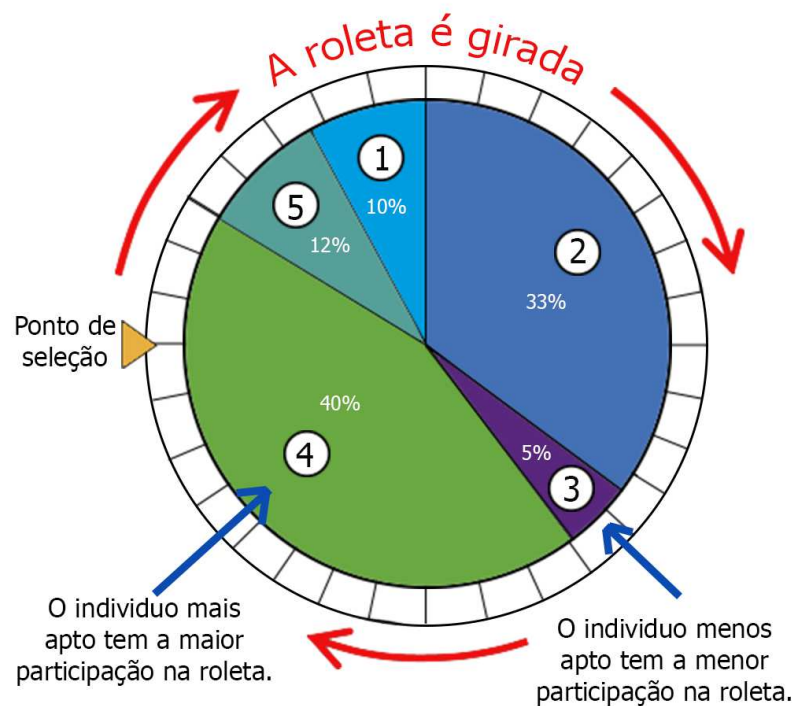 A roleta é girada
1
10%
2
33%
5
12%
Ponto de
seleção
40%
4
5%
3
O individuo mais
apto tem a maior
participação na roleta.
O individuo menos
apto tem a menor
participação na roleta.